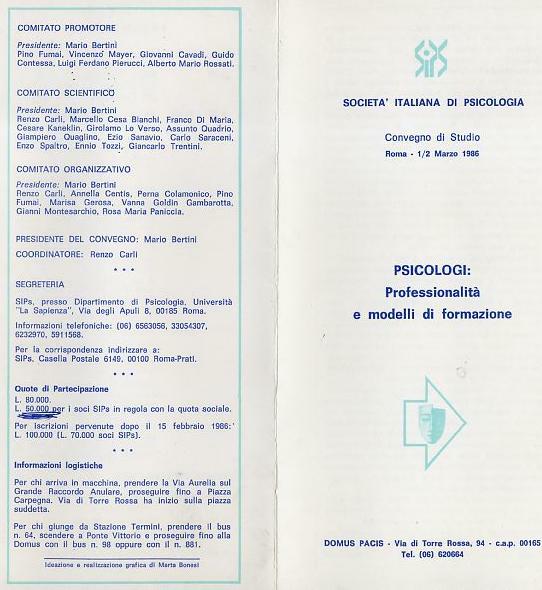 COMITATO PROMOTORE
Presidente: Mario Bertini
Pino Fumai, Vincenzo Mayer, Giovanni Cavadi, Guido
Contessa, Luigi Ferdano Pierucci, Alberto Mario Rossati.
COMITATO SCIENTIFICO
Presidente: Mario Bertini
Renzo Carli, Marcello Cesa Bianchi, Franco Di Maria,
Cesare Kaneklin, Girolamo Lo Verso, Assunto Quadrio,
Giampiero Quaglino, Ezio Sanavio, Carlo Saraceni,
Enzo Spaltro, Ennio Tozzi, Giancarlo Trentini.
COMITATO ORGANIZZATIVO
Presidente: Mario Bertini
Renzo Carli, Annella Centis, Perna Colamonico, Pino
Fumai, Marisa Gerosa, Vanna Goldin Gambarotta,
Gianni Montesarchio, Rosa Maria Paniccia.
PRESIDENTE DEL CONVEGNO: Mario Bertini
COORDINATORE: Renzo Carli
* * *
SEGRETERIA
SIPs, presso Dipartimento di Psicologia, Università
"La Sapienza", Via degli Apuli 8, 00185 Roma.
Informazioni telefoniche: (06) 6563056, 33054307,
6232970, 5911568.
Per la corrispondenza indirizzare a:
SIPs, Casella Postale 6149, 00100 Roma-Prati.
* * *
Quote di Partecipazione
L. 80.000.
L. 50.000 per i soci SIPs in regola con la quota sociale.
Per Iscrizioni pervenute dopo il 15 febbraio 1986:
L. 100.000 (L. 70.000 soci SIPs).
* * *
Informazioni logistiche
Per chi arriva in macchina, prendere la Via Aurelia sul
Grande Raccordo Anulare, proseguire fino a Piazza
Carpegna. Via di Torre Rossa ha inizio sulla piazza
suddetta.
Per chi giunge da Stazione Termini, prendere il bus
n. 64, scendere a Ponte Vittorio e proseguire fino alla
Domus con il bus n. 98 oppure con il n. 881.
Ideazione e realizzazione grafica di Marta Bonesi
SIPs
SOCIETA' ITALIANA DI PSICOLOGIA
Convegno di Studio
Roma - 1/2 Marzo 1986
PSICOLOGI:
Professionalità
e modelli di formazione
DOMUS PACIS - Via di Torre Rossa, 94 - c.a.p. 00165
Tel. (06) 620664